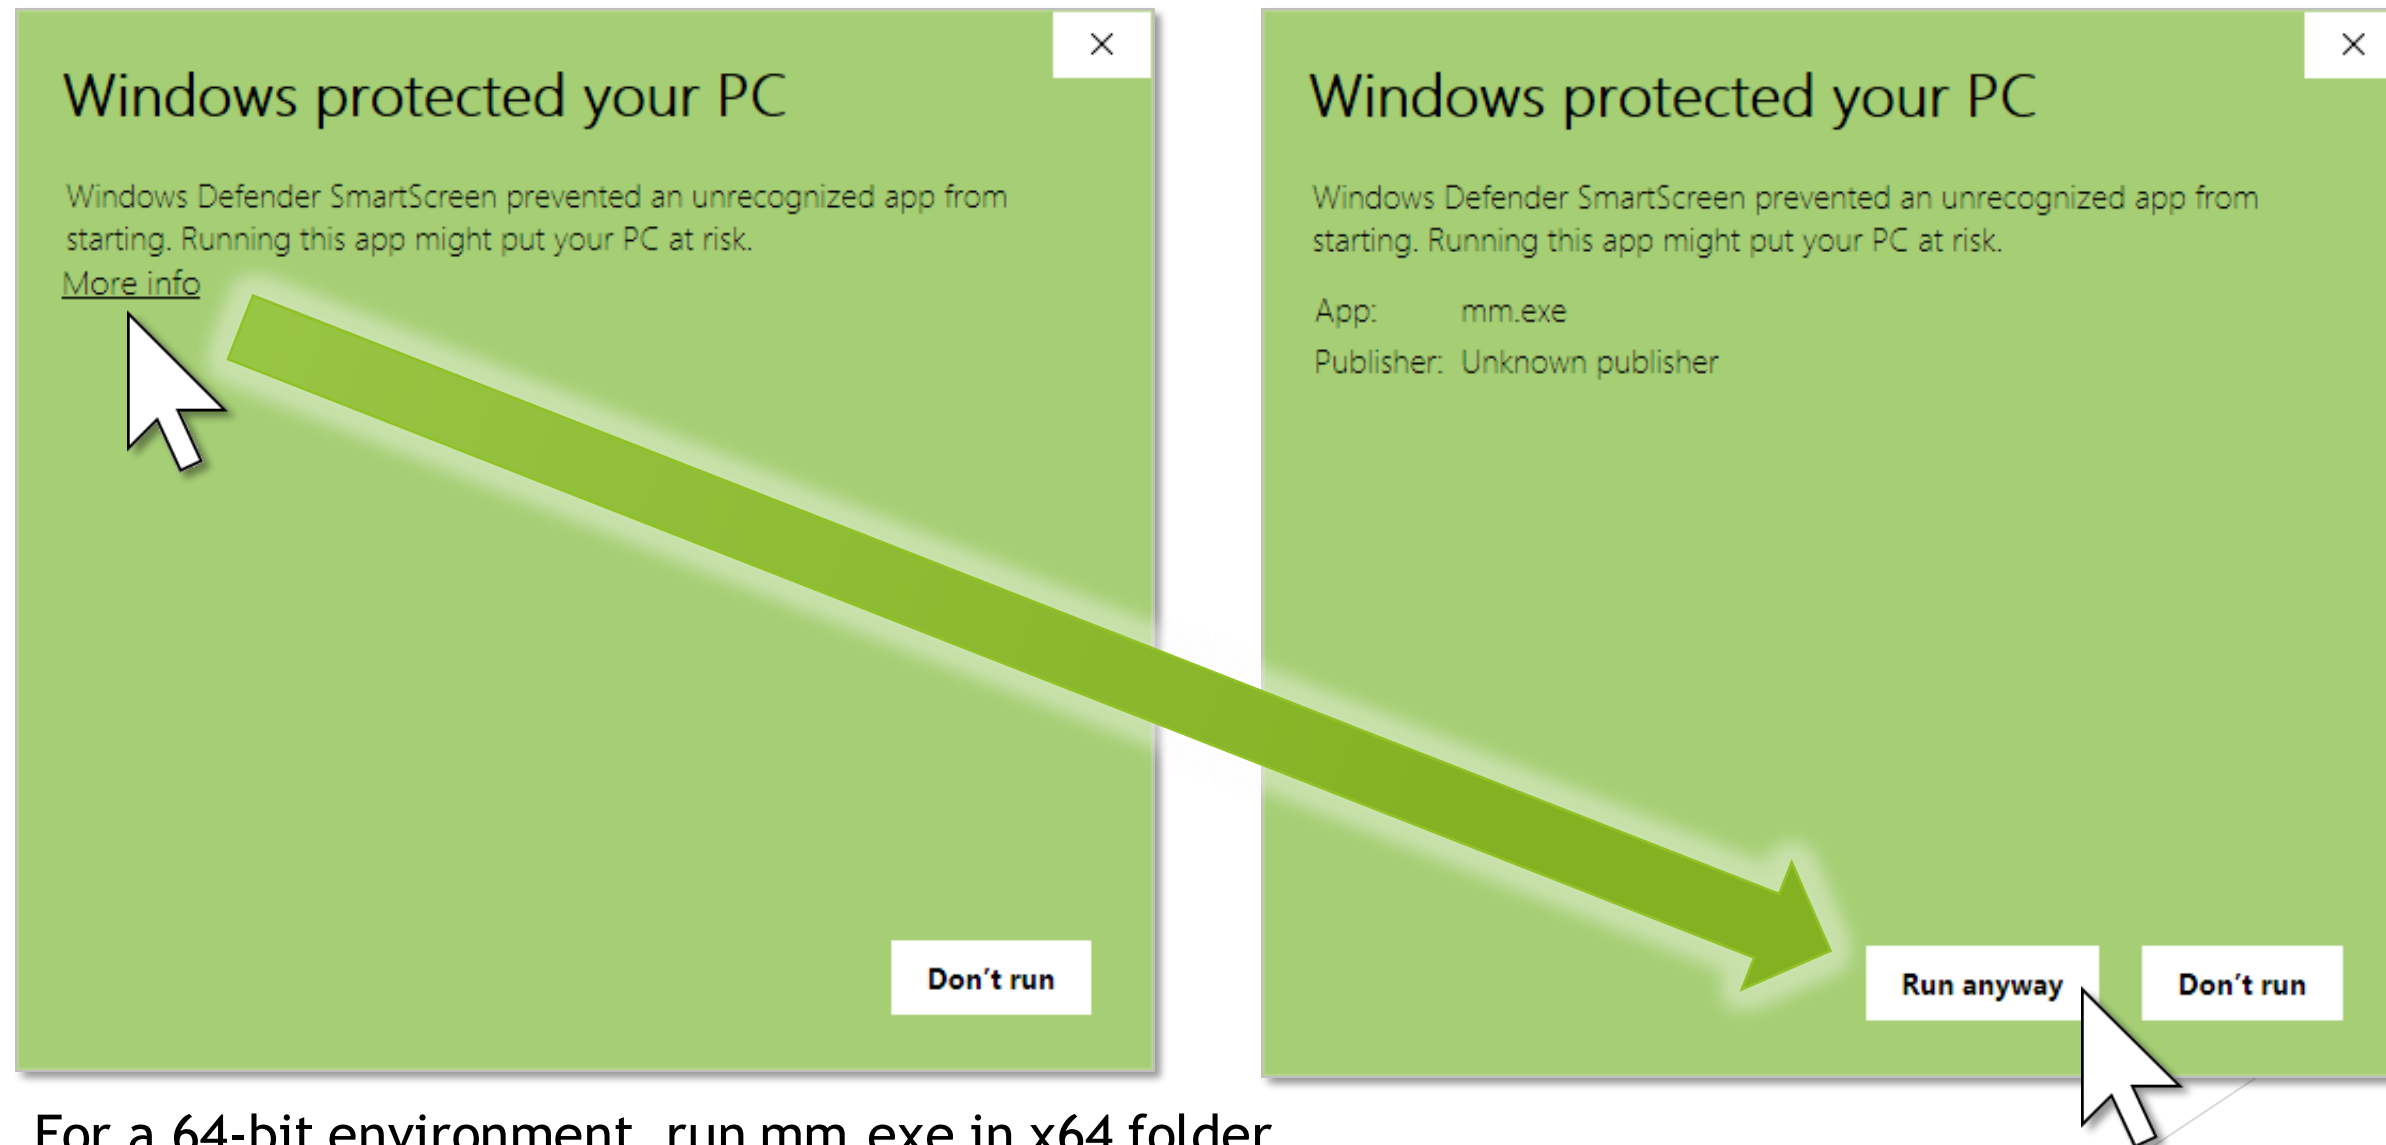 Windows protected your PC
Windows Defender SmartScreen prevented an unrecognized app from
starting. Running this app might put your PC at risk.
More info
Don't run
Windows protected your PC
Windows Defender SmartScreen prevented an unrecognized app from
starting. Running this app might put your PC at risk.
App: mm.exe
Publisher: Unknown publisher
Run anyway Don't run
For a 64-bit environment, run mm.exe in x64 folder